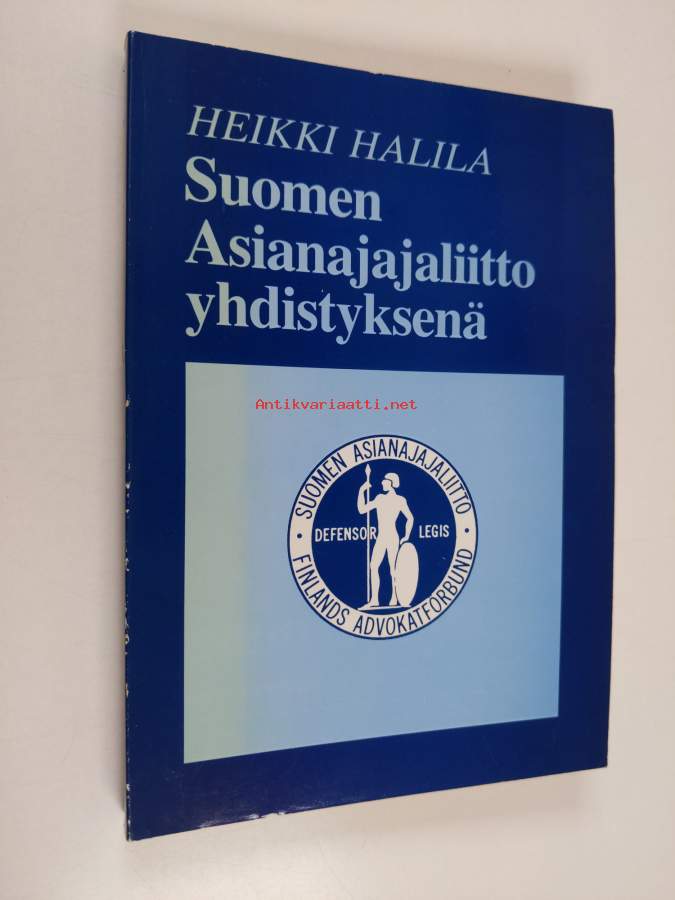 HEIKKI HALILA
Suomen
Asianajajaliitto
yhdistyksenä
Antikvariaatti.net
· SUOMEN ASIANAJAJALIITTO ·
DEFENSOR LEGIS
FINLANDS ADVOKATFÖRBUND